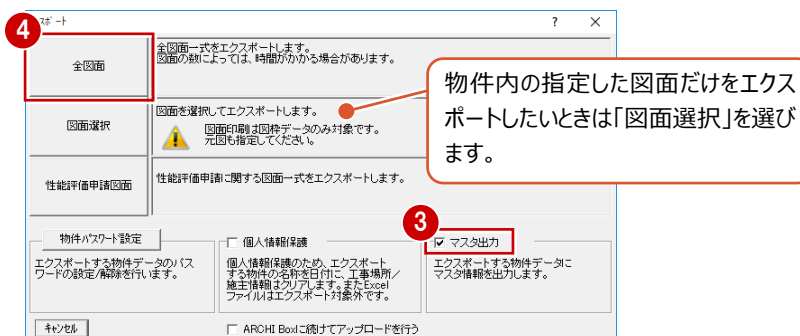 スポート
? ×
4
全図面
全図面一式をエクスポートします。
図面の数によっては、時間がかかる場合があります。
図面選択
図面を選択してエクスポートします。
図面印刷は図枠データのみ対象です。
元図も指定してください。
物件内の指定した図面だけをエクス
ポートしたいときは「図面選択」を選び
ます。
性能評価申請図面
性能評価申請に関する図面一式をエクスポートします。
3
物件パスワード設定
エクスポートする物件データのパス
ワードの設定/解除を行います。
個人情報保護
個人情報保護のため、エクスポート
する物件の名称を日付に、工事場所/
施主情報はクリアします。またExcel
ファイルはエクスポート対象外です。
マスタ出力
エクスポートする物件データに
マスタ情報を出力します。
キャンセル
ARCHI Boxに続けてアップロードを行う